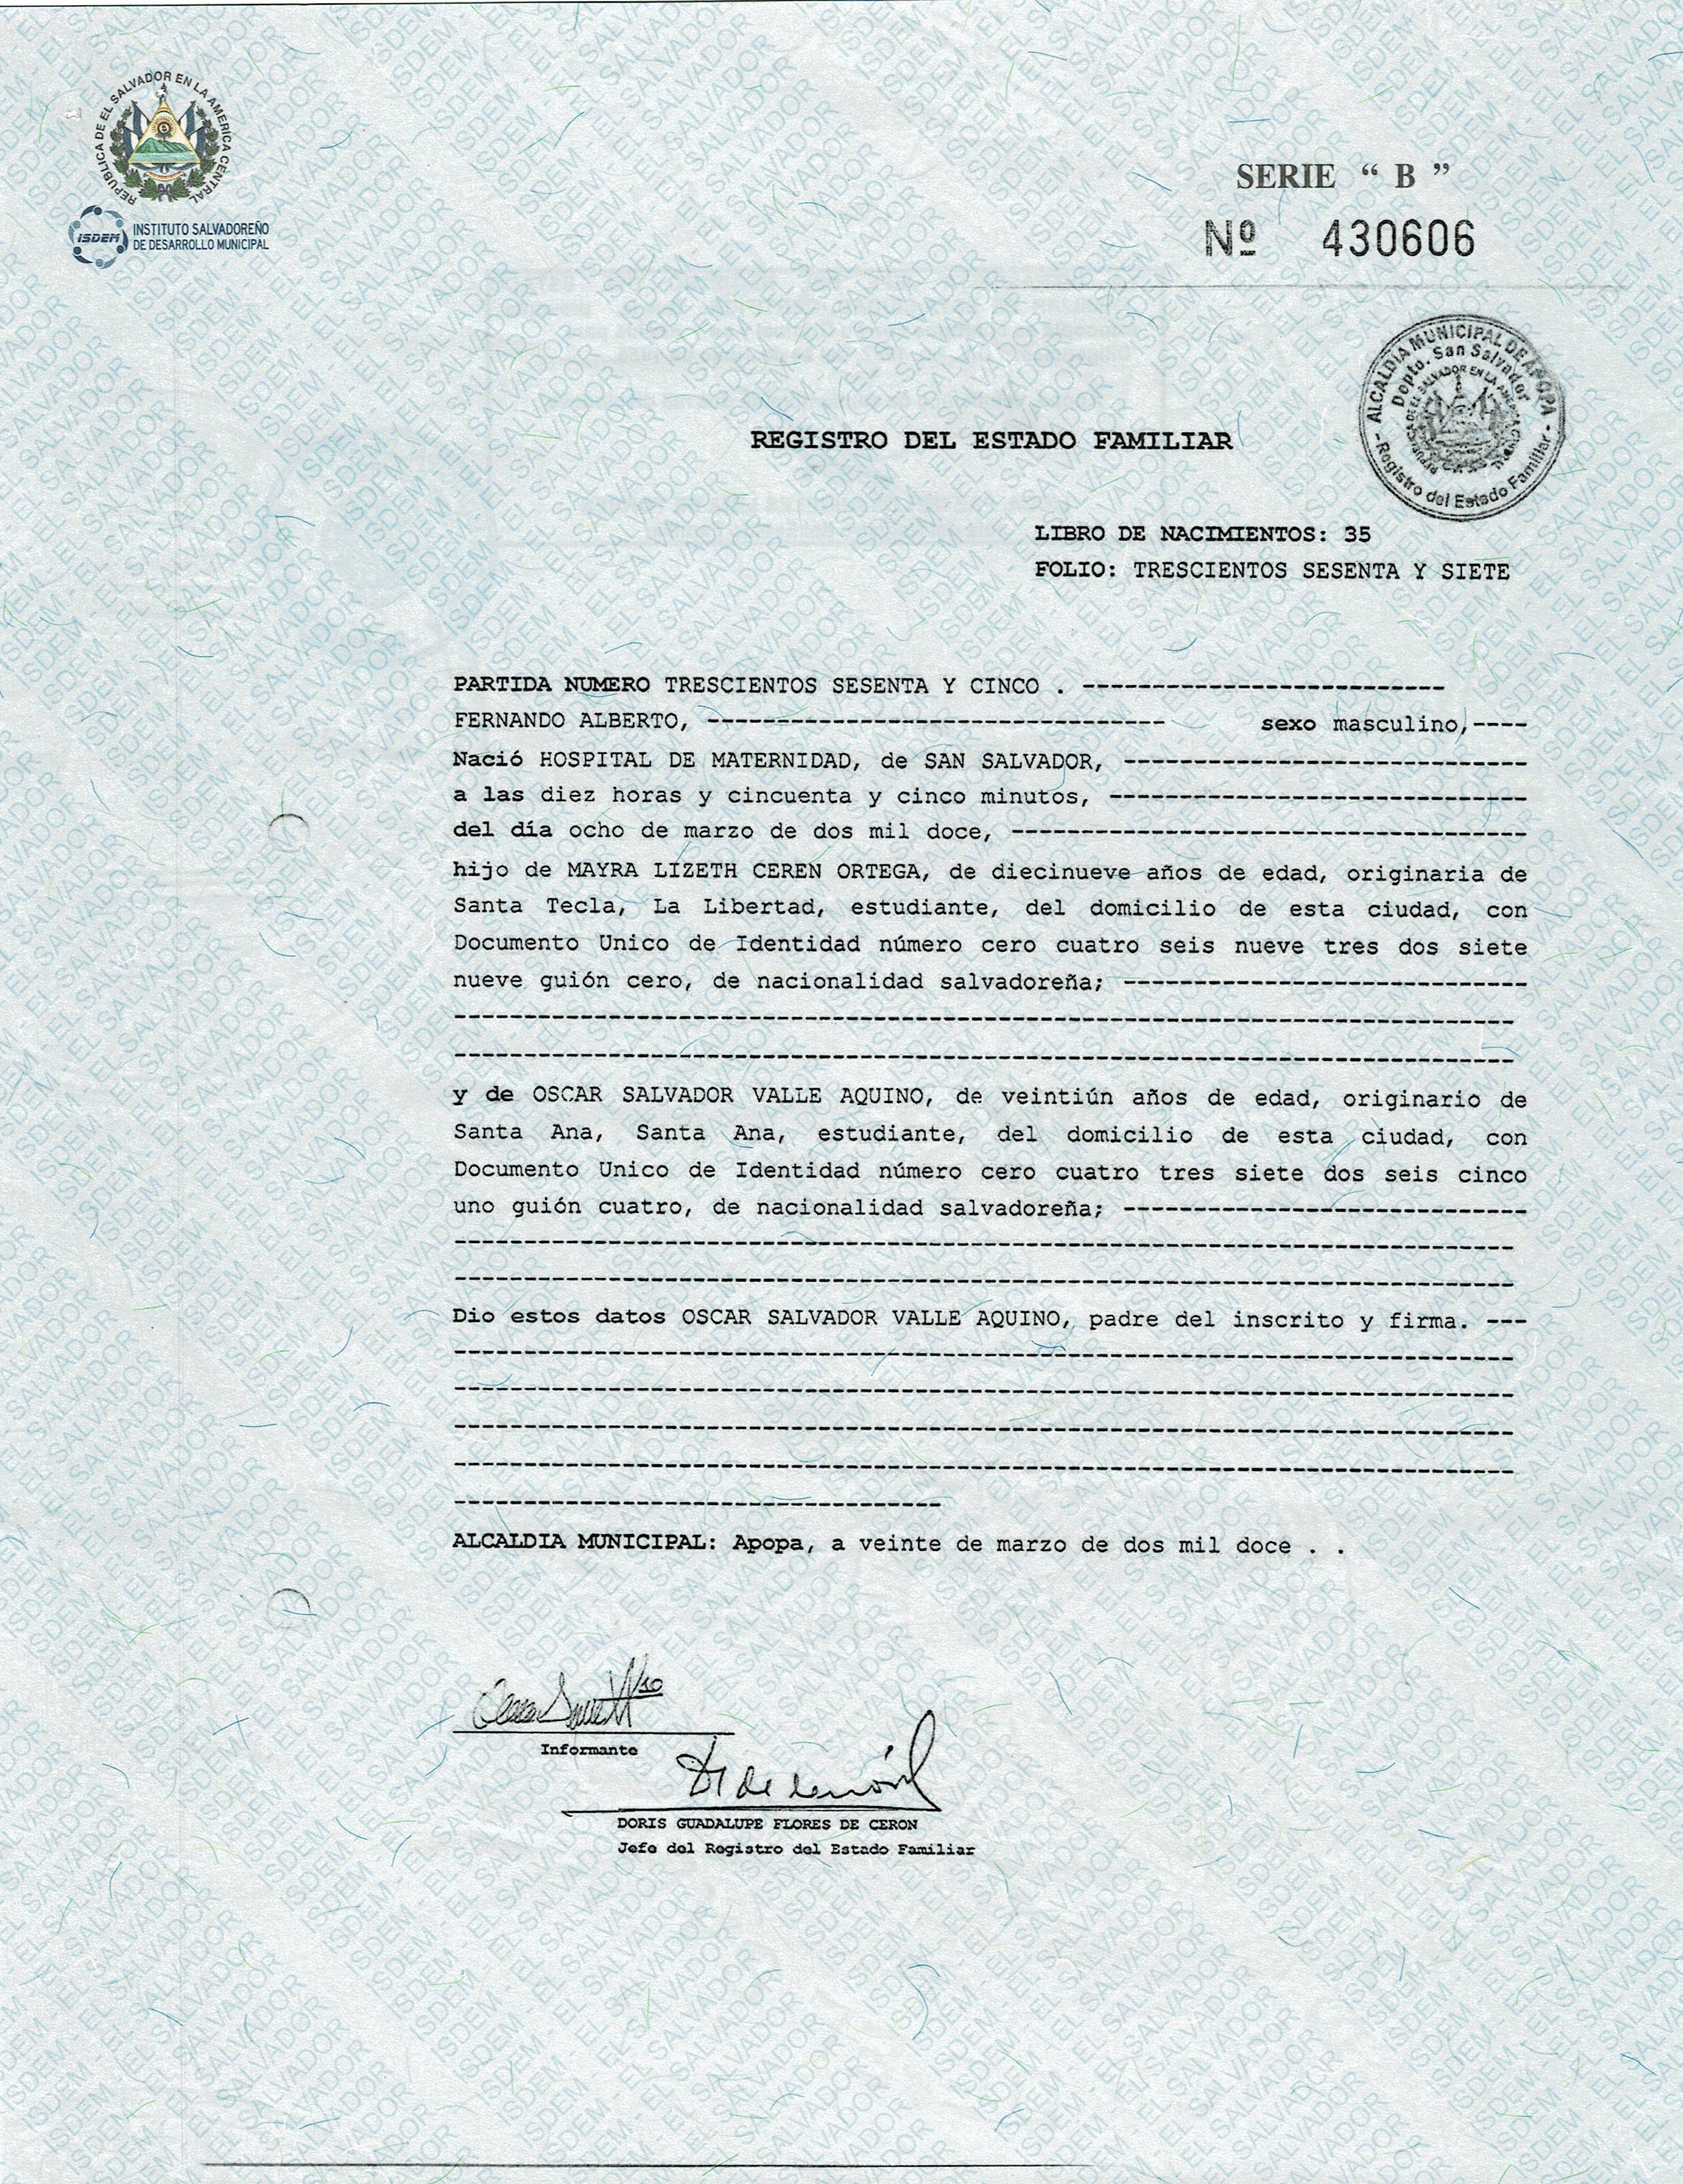 REPUBLICA DE EL SALVADOR EN LA AMERICA CENTRAL
ISDEM
INSTITUTO SALVADOREÑO
DE DESARROLLO MUNICIPAL
SERIE “ B ”
Nº 430606
ALCALDIA MUNICIPAL DE APOPA
Depto. San Salvador
REPUBLICA DE EL SALVADOR EN LA AMERICA CENTRAL
- Registro del Estado Familiar -
REGISTRO DEL ESTADO FAMILIAR
LIBRO DE NACIMIENTOS: 35
FOLIO: TRESCIENTOS SESENTA Y SIETE
PARTIDA NUMERO TRESCIENTOS SESENTA Y CINCO . --------------------------
FERNANDO ALBERTO, --------------------------------- sexo masculino,----
Nació HOSPITAL DE MATERNIDAD, de SAN SALVADOR, -----------------------------
a las diez horas y cincuenta y cinco minutos, ------------------------------
del día ocho de marzo de dos mil doce, -------------------------------------
hijo de MAYRA LIZETH CEREN ORTEGA, de diecinueve años de edad, originaria de
Santa Tecla, La Libertad, estudiante, del domicilio de esta ciudad, con
Documento Unico de Identidad número cero cuatro seis nueve tres dos siete
nueve guión cero, de nacionalidad salvadoreña; -----------------------------
y de OSCAR SALVADOR VALLE AQUINO, de veintiún años de edad, originario de
Santa Ana, Santa Ana, estudiante, del domicilio de esta ciudad, con
Documento Unico de Identidad número cero cuatro tres siete dos seis cinco
uno guión cuatro, de nacionalidad salvadoreña; -----------------------------
Dio estos datos OSCAR SALVADOR VALLE AQUINO, padre del inscrito y firma. ---
ALCALDIA MUNICIPAL: Apopa, a veinte de marzo de dos mil doce . .
Informante
DORIS GUADALUPE FLORES DE CERON
Jefe del Registro del Estado Familiar